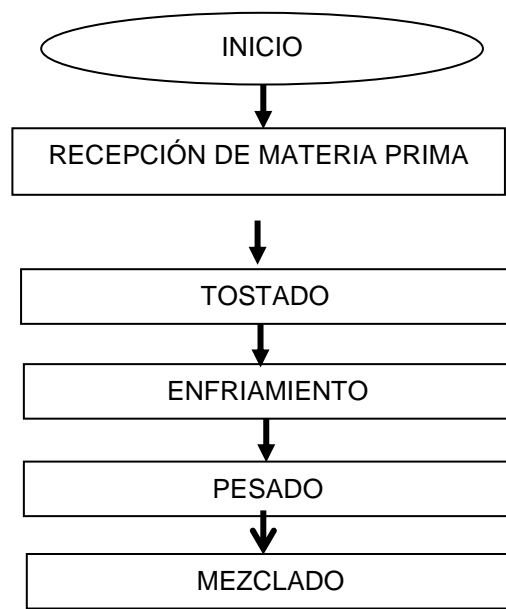 INICIO
RECEPCIÓN DE MATERIA PRIMA
TOSTADO
ENFRIAMIENTO
PESADO
MEZCLADO